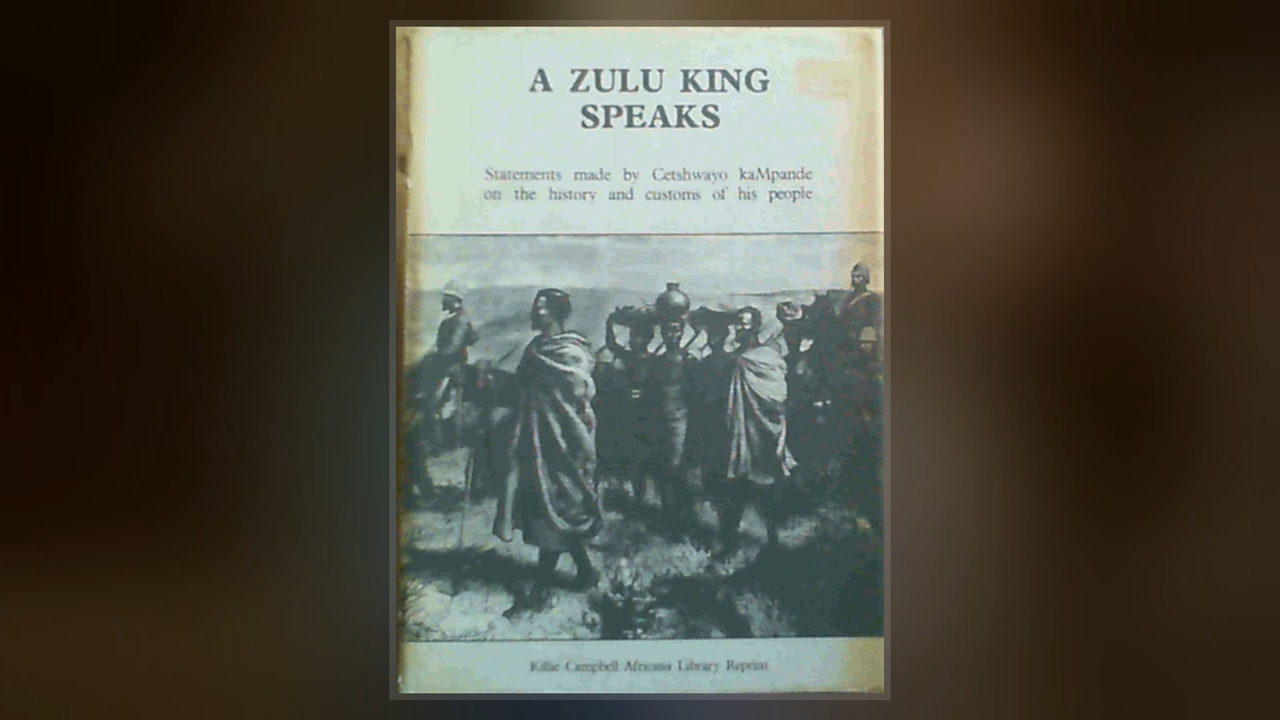 A ZULU KING
SPEAKS
Statements made by Cetshwayo kaMpande
on the history and customs of his people
Killie Campbell Africana Library Reprint